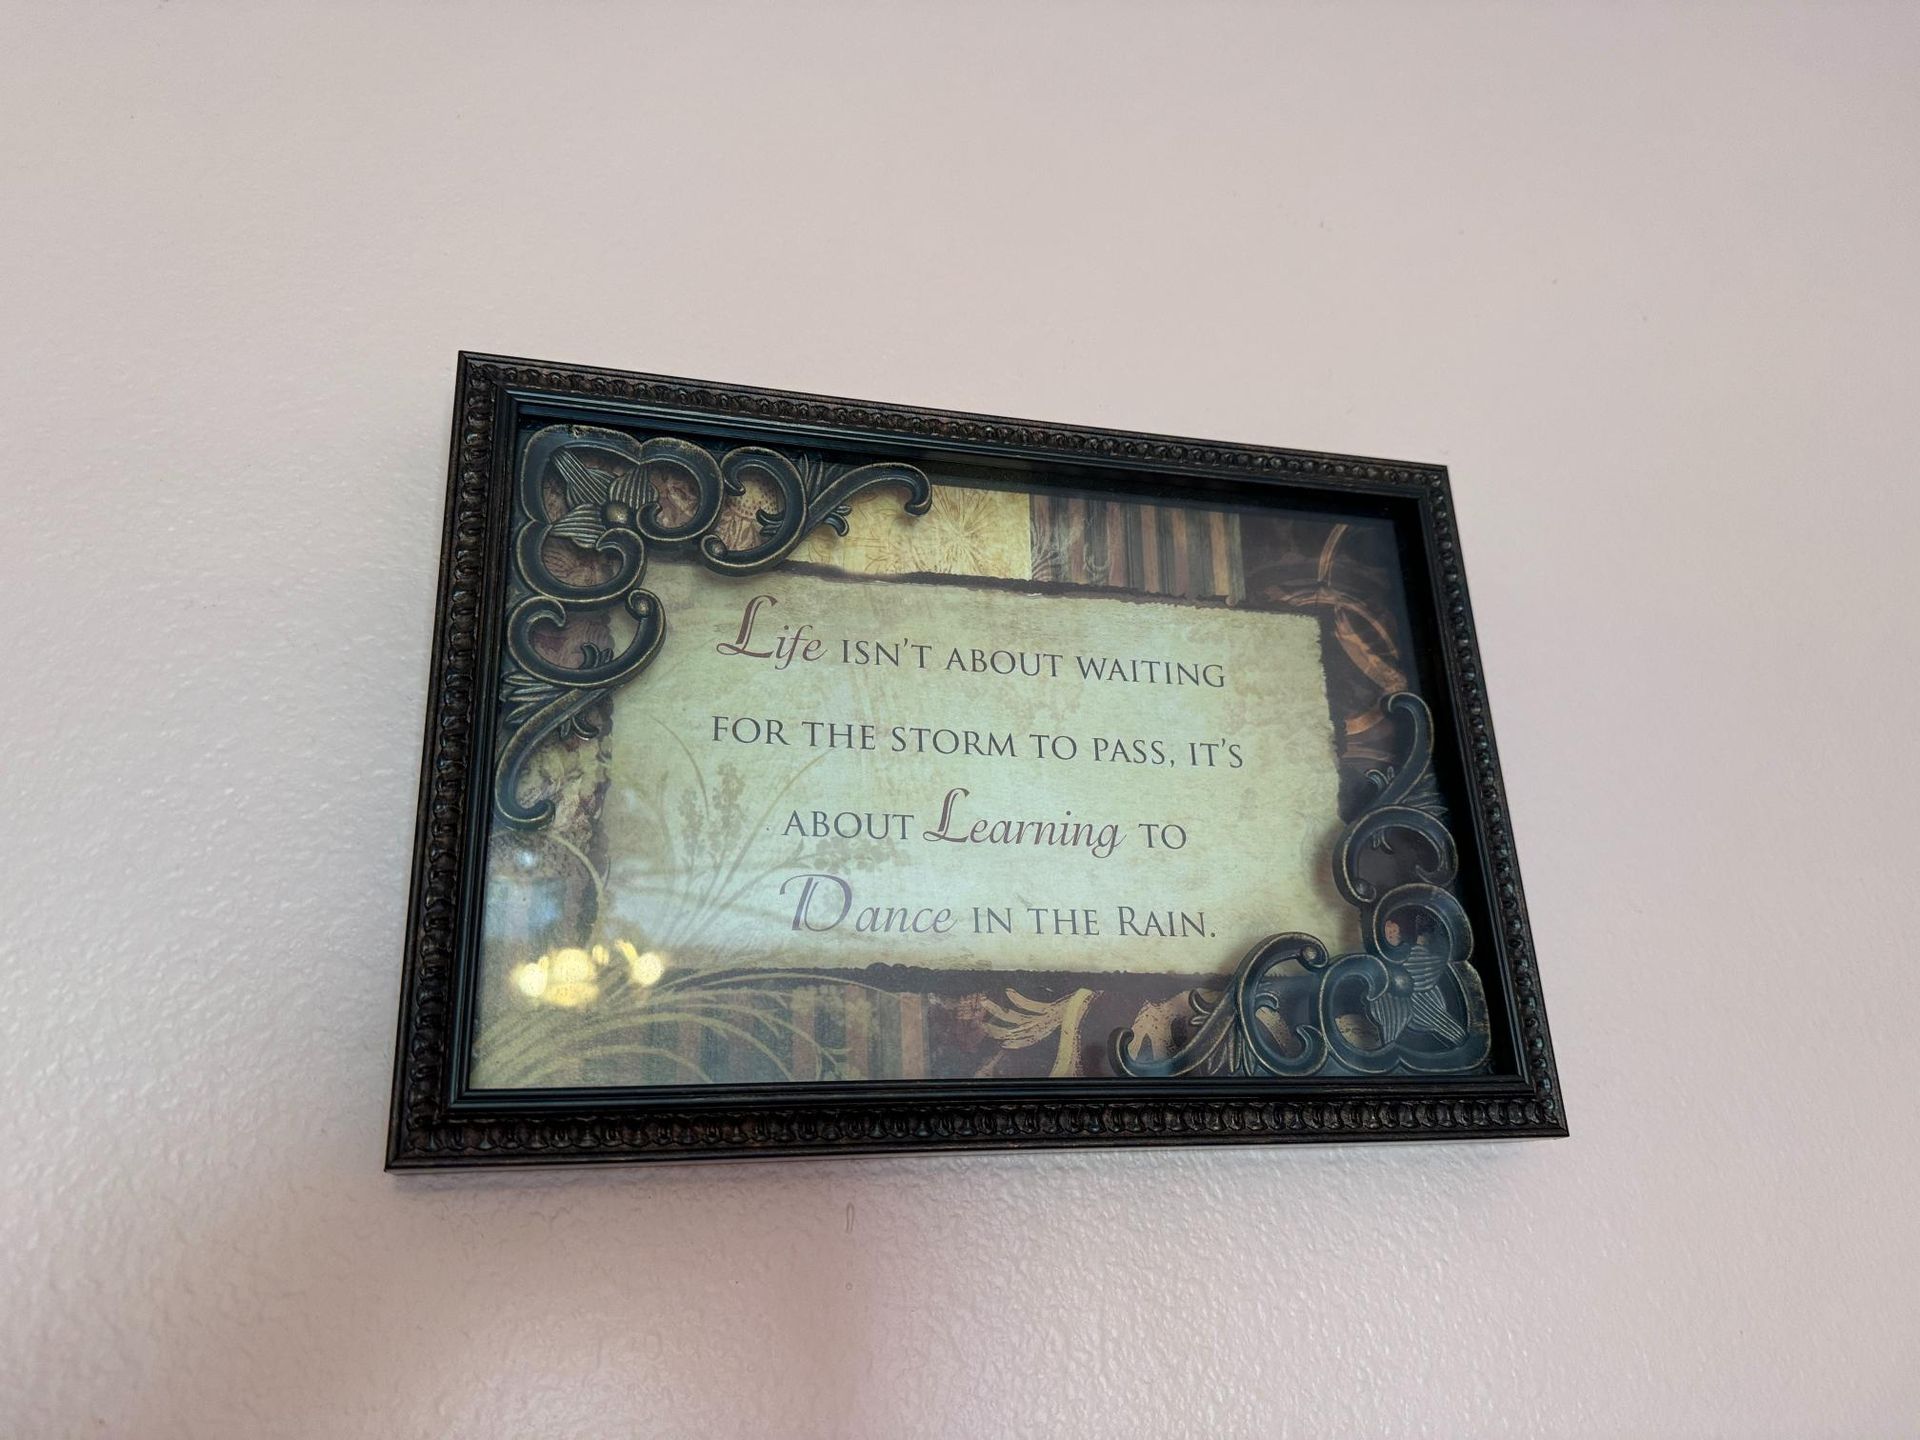 Life ISN'T ABOUT WAITING
FOR THE STORM TO PASS, IT'S
ABOUT Learning TO
Dance IN THE RAIN.